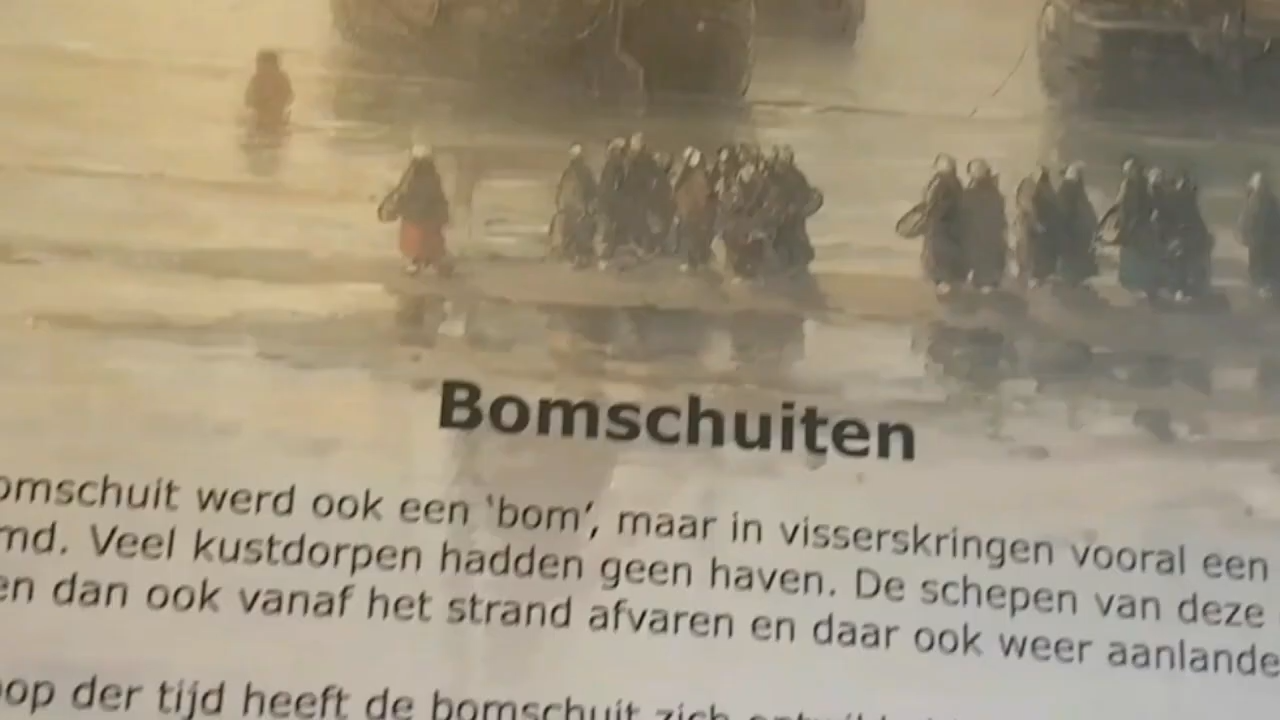 Bomschuiten
omschuit werd ook een ‘bom’, maar in visserskringen vooral een
md. Veel kustdorpen hadden geen haven. De schepen van deze
en dan ook vanaf het strand afvaren en daar ook weer aanlande
oop der tijd heeft de bomschuit zich